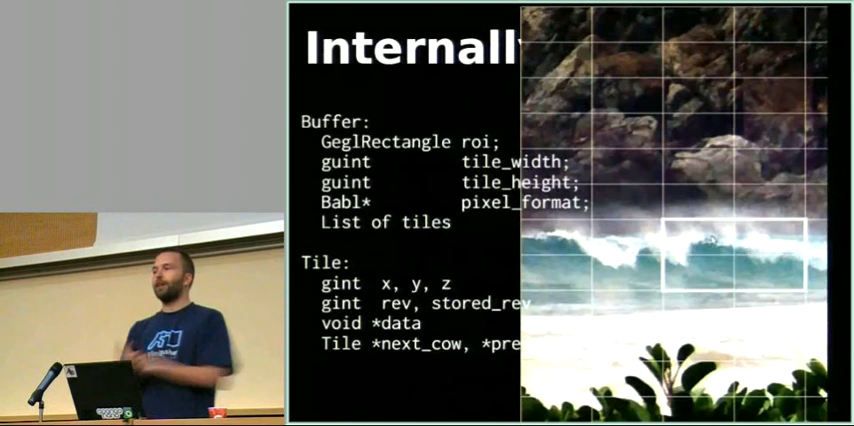 Internally
Buffer:
GeglRectangle roi;
guint tile_width;
guint tile_height;
Babl* pixel_format;
List of tiles
Tile:
gint x, y, z
gint rev, stored_rev
void *data
Tile *next_cow, *pre